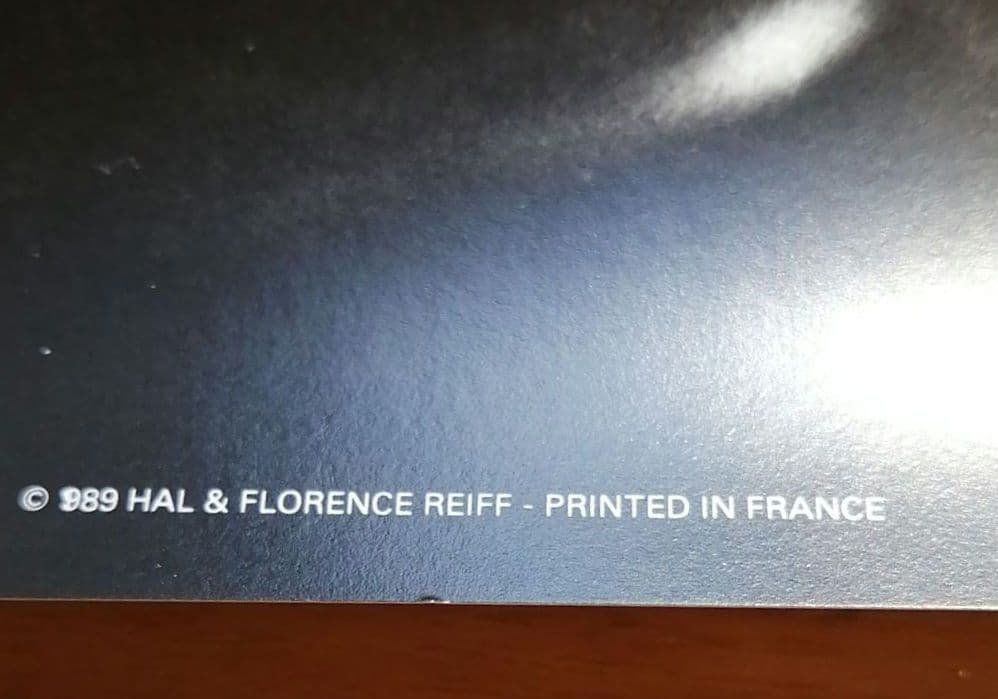 © 989 HAL & FLORENCE REIFF - PRINTED IN FRANCE